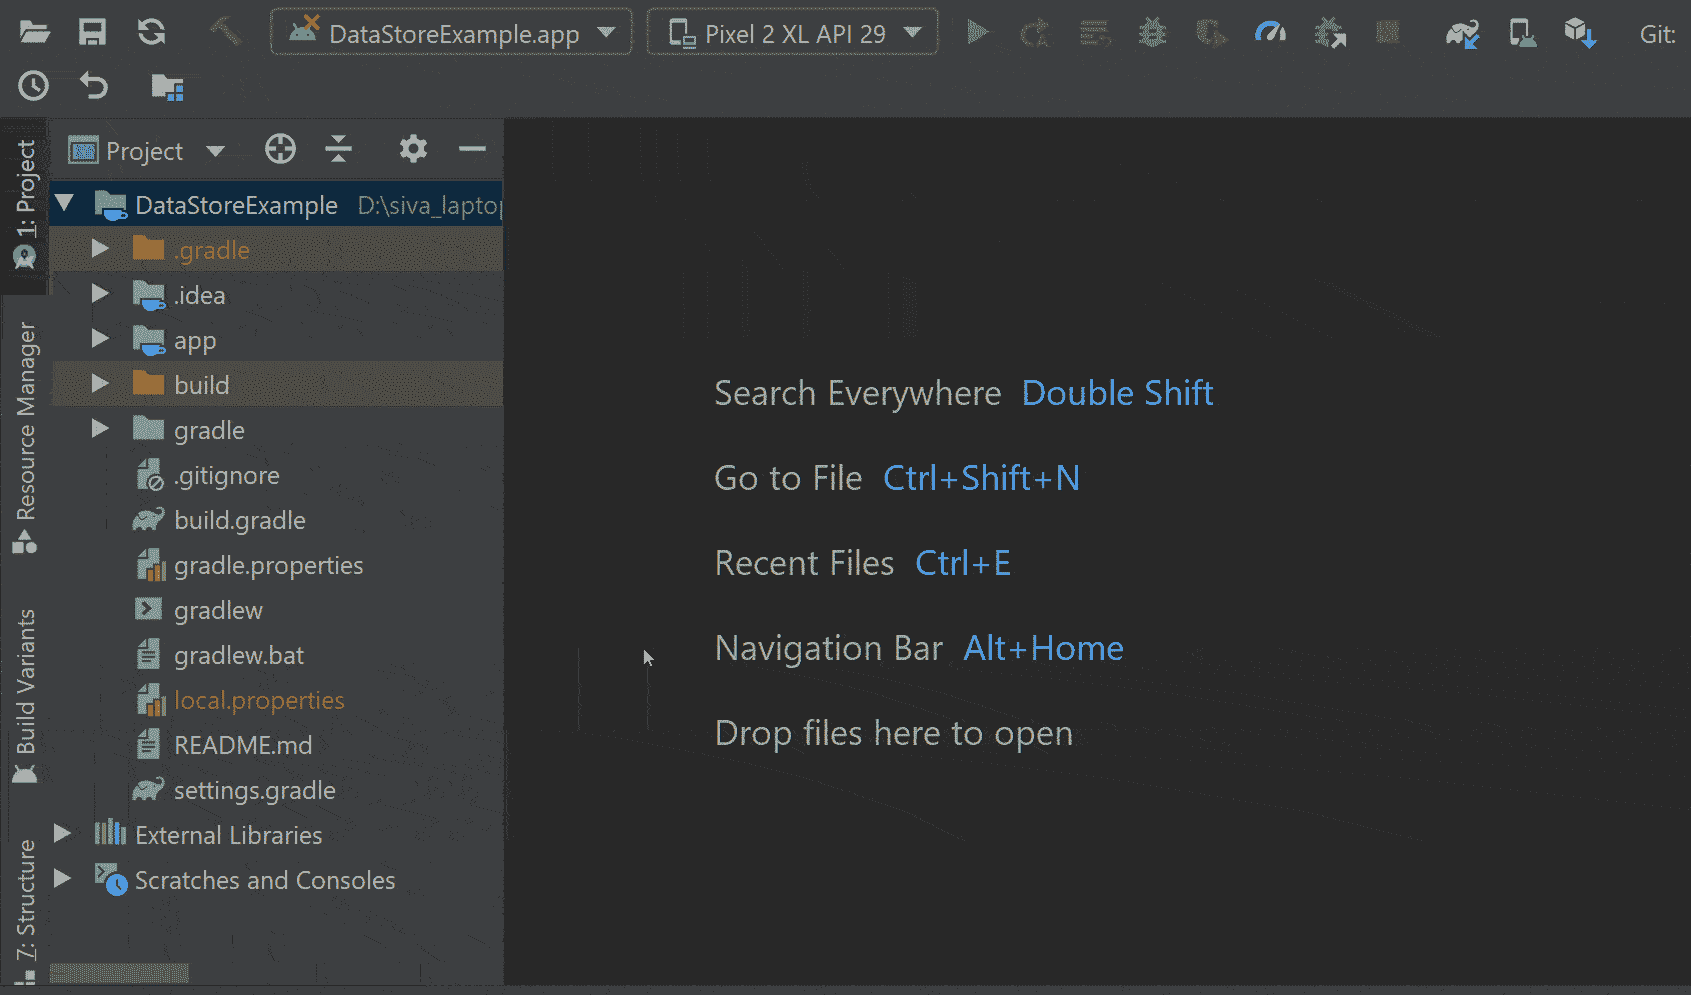 DataStoreExample.app
Pixel 2 XL API 29
Git:
1: Project
Resource Manager
Build Variants
7: Structure
Project
DataStoreExample D:\siva_lapto
.gradle
.idea
app
build
gradle
.gitignore
build.gradle
gradle.properties
gradlew
gradlew.bat
local.properties
README.md
settings.gradle
External Libraries
Scratches and Consoles
Search Everywhere Double Shift
Go to File Ctrl+Shift+N
Recent Files Ctrl+E
Navigation Bar Alt+Home
Drop files here to open